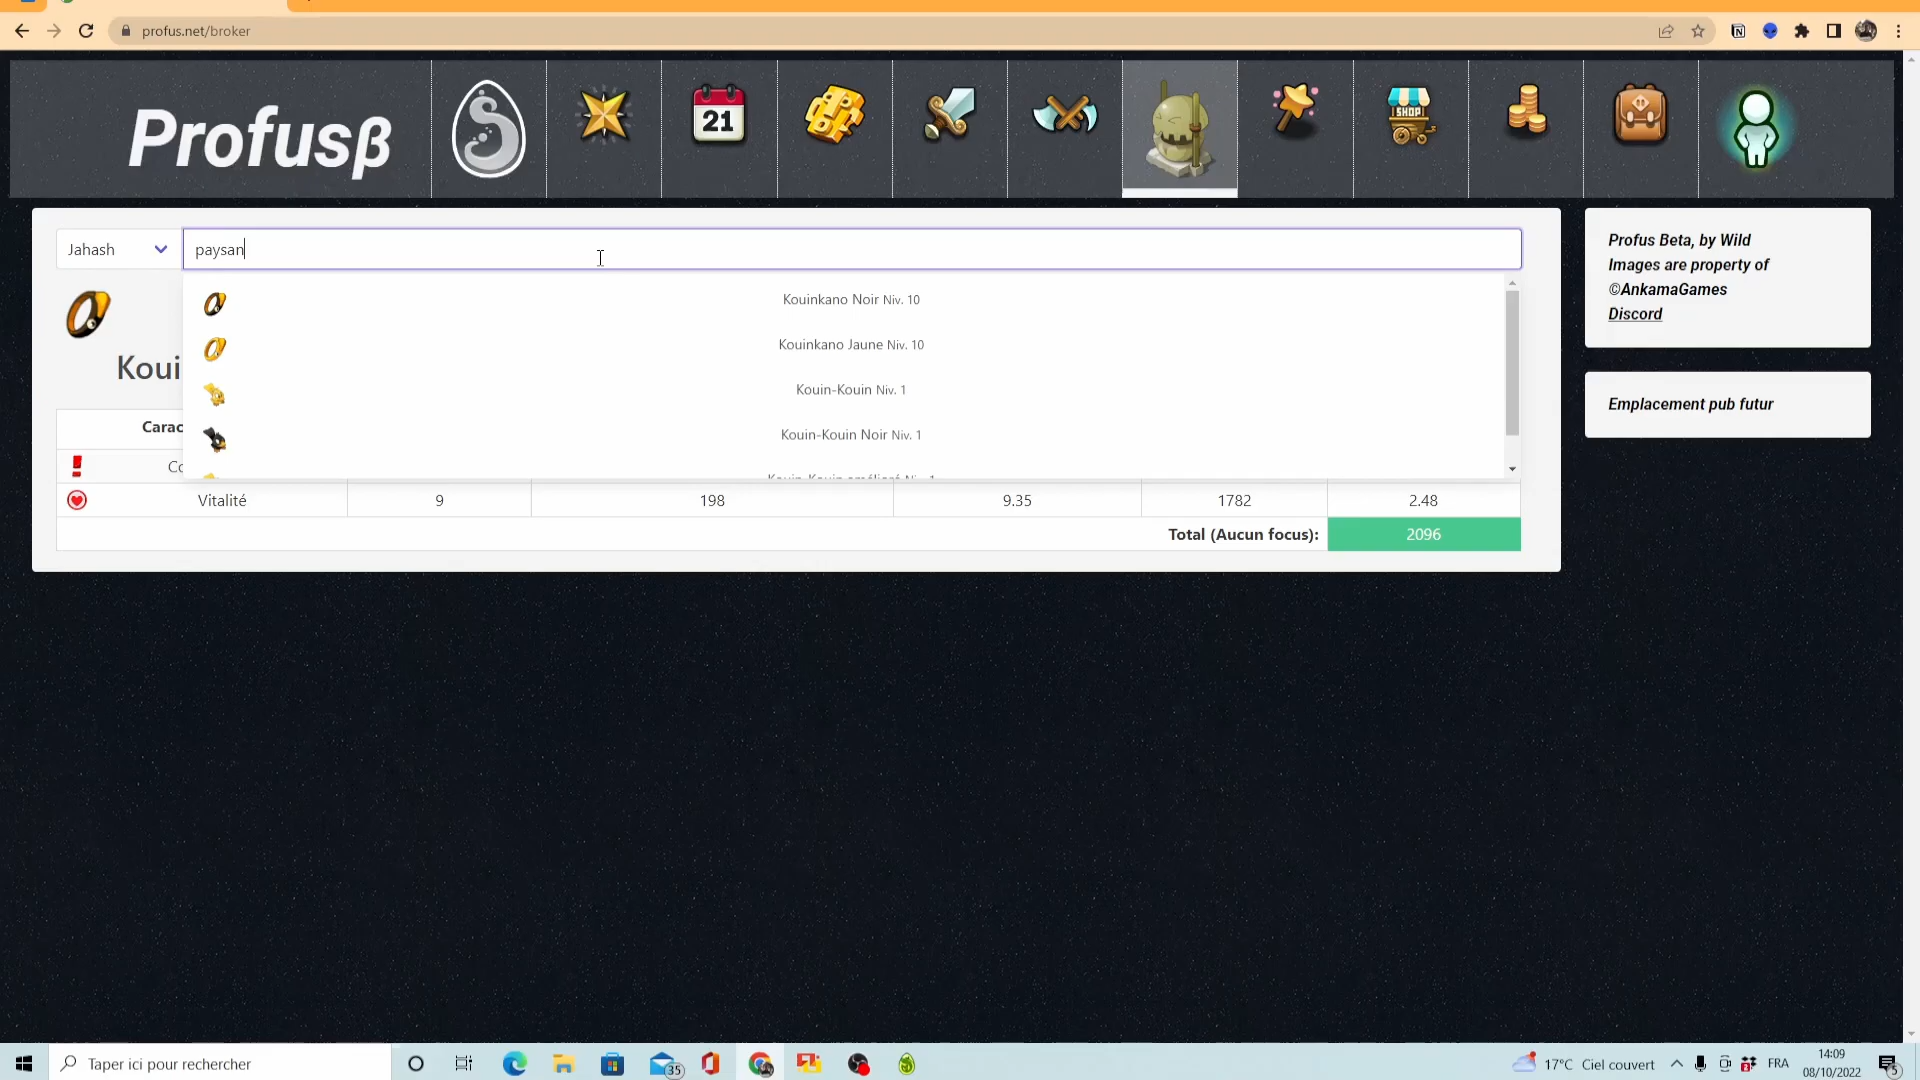 profus.net/broker
Profusβ
21
SHOP!
Jahash
paysan
Kouinkano Noir Niv. 10
Kouinkano Jaune Niv. 10
Kouin-Kouin Niv. 1
Kouin-Kouin Noir Niv. 1
Koui
Carac
Co
Vitalité 9 198 9.35 1782 2.48
Total (Aucun focus): 2096
Profus Beta, by Wild
Images are property of
©AnkamaGames
Discord
Emplacement pub futur
Taper ici pour rechercher
35
17°C Ciel couvert
FRA
14:09
08/10/2022
5